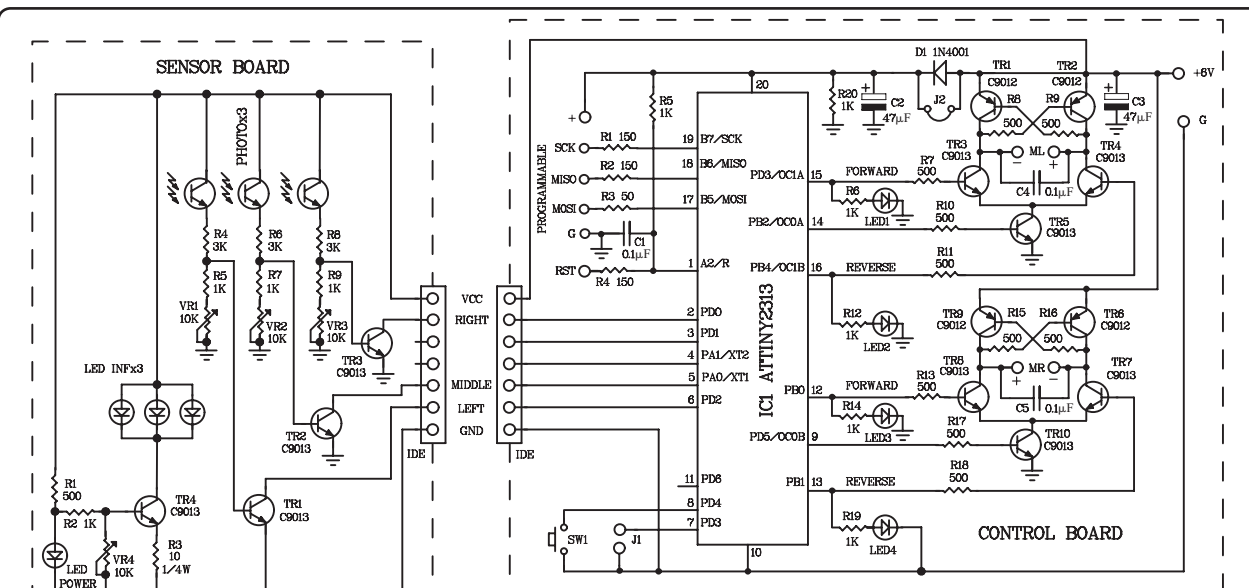 SENSOR BOARD
PHOTOx3
R4
3K
R6
3K
R8
3K
R5
1K
R7
1K
R9
1K
VR1
10K
VR2
10K
VR3
10K
TR3
C9013
LED INFx3
TR2
C9013
R1
500
R2 1K
TR4
C9013
TR1
C9013
LED
POWER
VR4
10K
R3
10
1/4W
IDE
VCC
RIGHT
MIDDLE
LEFT
GND
IDE
PROGRAMMABLE
+
SCK
R1 150
MISO
R2 150
MOSI
R3 50
G
C1
0.1µF
RST
R4 150
R5
1K
20
19 B7/SCK
18 B6/MISO
17 B5/MOSI
1 A2/R
2 PD0
3 PD1
4 PA1/XT2
5 PA0/XT1
6 PD2
11 PD6
8 PD4
7 PD3
10
IC1 ATTINY2313
PD3/OC1A 15
PB2/OC0A 14
PB4/OC1B 16
PB0 12
PD5/OC0B 9
PB1 13
SW1
J1
D1 1N4001
R20
1K
+
C2
47µF
J2
TR1
C9012
TR2
C9012
R8
R9
500
500
+
C3
47µF
+6V
G
TR3
C9013
ML
− +
TR4
C9013
C4
0.1µF
FORWARD
R7
500
R6
1K
LED1
R10
500
TR5
C9013
R11
500
REVERSE
R12
1K
LED2
TR9
C9012
R15
R16
TR6
C9012
500
500
TR8
C9013
MR
+ −
TR7
C9013
C5
0.1µF
FORWARD
R13
500
R14
1K
LED3
R17
500
TR10
C9013
R18
500
REVERSE
R19
1K
LED4
CONTROL BOARD